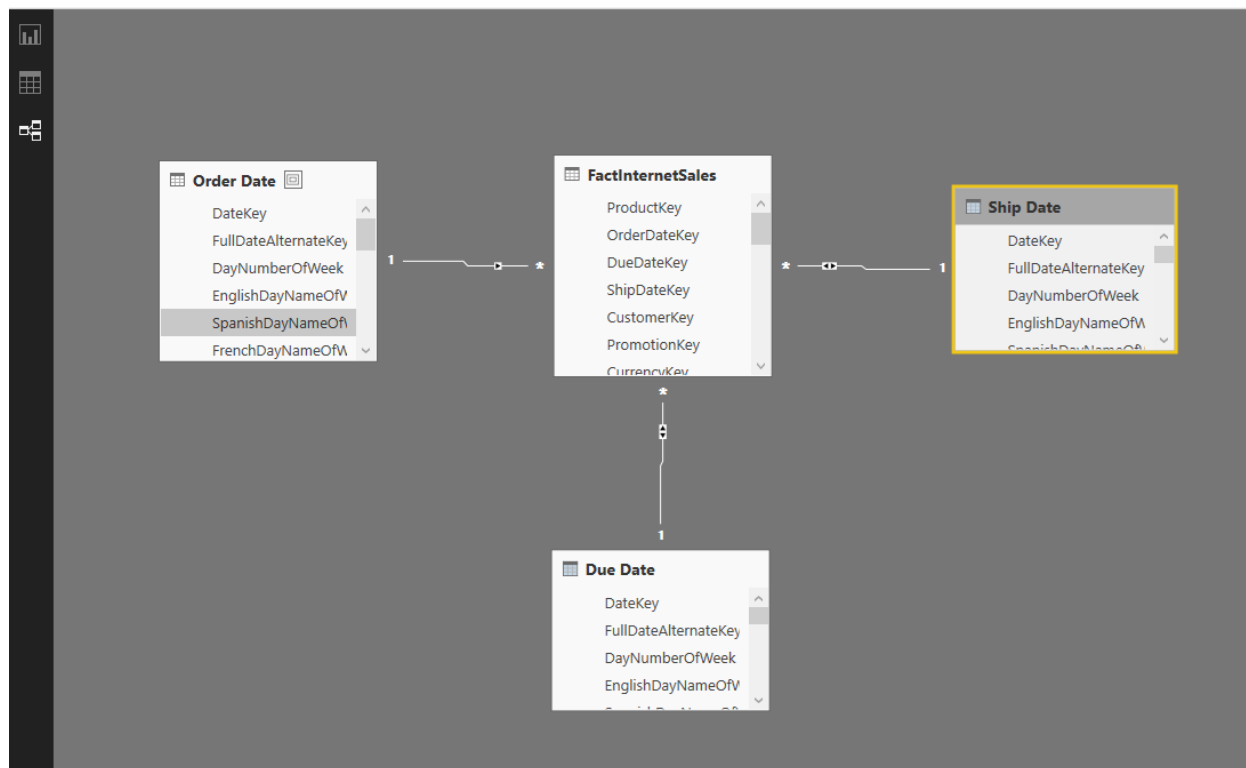 Order Date
DateKey
FullDateAlternateKey
DayNumberOfWeek
EnglishDayNameOfW
SpanishDayNameOf
FrenchDayNameOfW
1
*
FactInternetSales
ProductKey
OrderDateKey
DueDateKey
ShipDateKey
CustomerKey
PromotionKey
CurrencyKey
*
1
Ship Date
DateKey
FullDateAlternateKey
DayNumberOfWeek
EnglishDayNameOfW
*
1
Due Date
DateKey
FullDateAlternateKey
DayNumberOfWeek
EnglishDayNameOfW